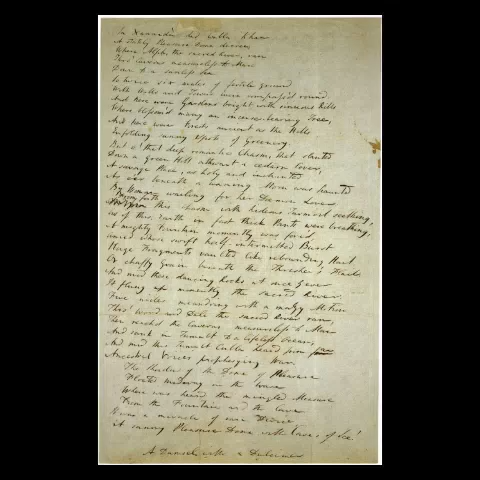 In Xannadù did Cubla Khan
A stately Pleasure Dome decree;
Where Alph, the sacred River, ran
Thro' Caverns measureless to Man
Down to a sunless Sea.
So twice six miles of fertile ground
With Walls and Towers were compass'd round:
And here were Gardens bright with sinuous Rills
Where blossom'd many an incense-bearing Tree,
And here were Forests ancient as the Hills
Enfolding sunny Spots of Greenery.
But o! that deep romantic Chasm, that slanted
Down a green Hill athwart a cedarn Cover,
A savage Place, as holy and inchanted
As e'er beneath a waning Moon was haunted
By Woman wailing for her Dæmon Lover:
forth
From this Chasm with hideous Turmoil seething,
As if this Earth in fast thick Pants were breathing,
A mighty Fountain momently was forc'd,
Amid whose swift half-intermitted Burst
Huge Fragments vaulted like rebounding Hail,
Or chaffy Grain beneath the Thresher's Flail.
And mid these dancing Rocks at once & ever
It flung up momently the sacred River.
Five miles meandering with a mazy Motion
Thro' Wood and Dale the sacred River ran,
Then reach'd the Caverns measureless to Man
And sank in Tumult to a lifeless Ocean;
And mid this Tumult Cubla heard from far
Ancestral Voices prophesying War.
The Shadow of the Dome of Pleasure
Floated midway on the Wave
Where was heard the mingled Measure
From the Fountain and the Cave.
It was a miracle of rare Device,
A sunny Pleasure Dome with Caves of Ice!
A Damsel with a Dulcimer